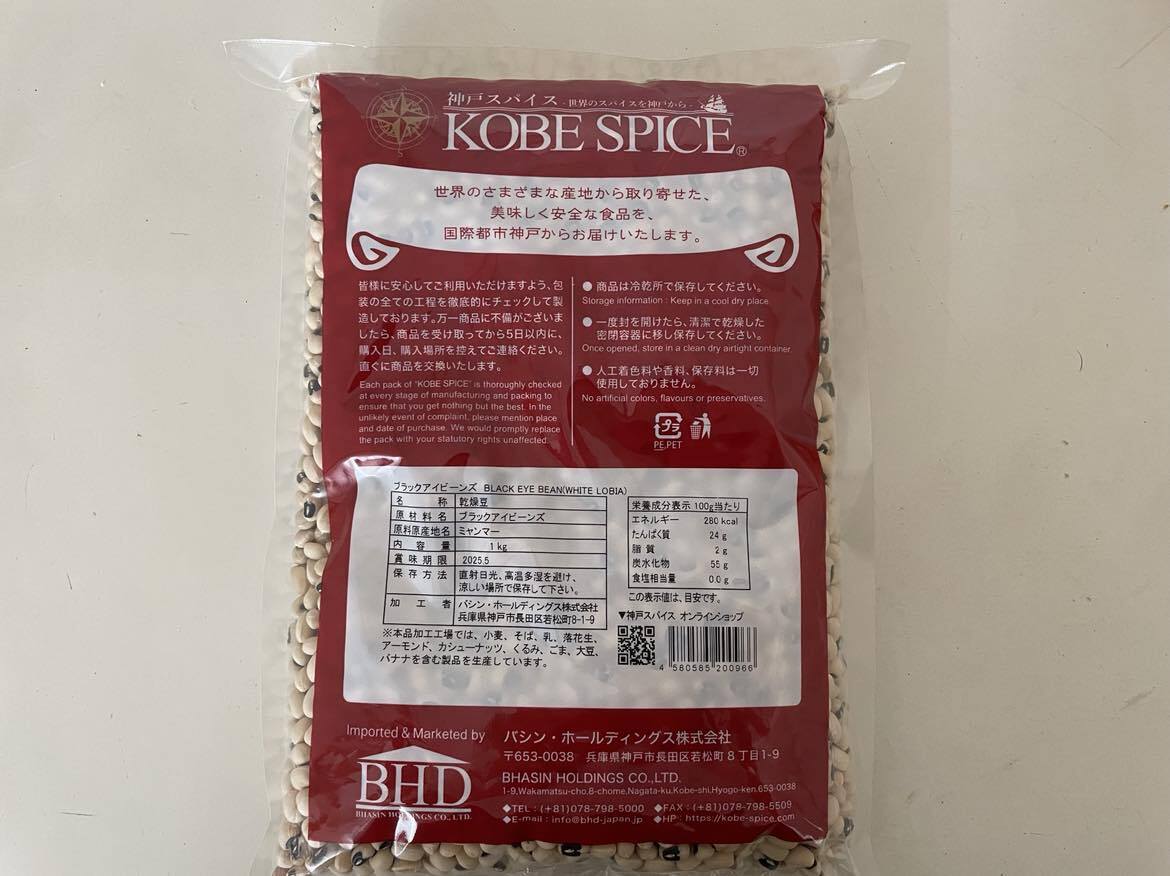 神戸スパイス -世界のスパイスを神戸から-
KOBE SPICE®
世界のさまざまな産地から取り寄せた、
美味しく安全な食品を、
国際都市神戸からお届けいたします。
皆様に安心してご利用いただけますよう、包
装の全ての工程を徹底的にチェックして製
造しております。万一商品に不備がございま
したら、商品を受け取ってから5日以内に、
購入日、購入場所を控えてご連絡ください。
直ぐに商品を交換いたします。
Each pack of "KOBE SPICE" is thoroughly checked
at every stage of manufacturing and packing to
ensure that you get nothing but the best. In the
unlikely event of complaint, please mention place
and date of purchase. We would promptly replace
the pack with your statutory rights unaffected.
● 商品は冷乾所で保存してください。
Storage information : Keep in a cool dry place.
● 一度封を開けたら、清潔で乾燥した
密閉容器に移し保存してください。
Once opened, store in a clean dry airtight container.
● 人工着色料や香料、保存料は一切
使用しておりません。
No artificial colors, flavours or preservatives.
プラ
PE,PET
ブラックアイビーンズ BLACK EYE BEAN(WHITE LOBIA)
名称 乾燥豆
原材料名 ブラックアイビーンズ
原料原産地名 ミャンマー
内容量 1kg
賞味期限 2025.5
保存方法 直射日光、高温多湿を避け、
涼しい場所で保存して下さい。
加工者 バシン・ホールディングス株式会社
兵庫県神戸市長田区若松町8-1-9
※本品加工工場では、小麦、そば、乳、落花生、
アーモンド、カシューナッツ、くるみ、ごま、大豆、
バナナを含む製品を生産しています。
栄養成分表示 100g当たり
エネルギー 280 kcal
たんぱく質 24 g
脂質 2 g
炭水化物 55 g
食塩相当量 0.0 g
この表示値は、目安です。
▼神戸スパイス オンラインショップ
4 580585 200966
Imported & Marketed by
BHD
BHASIN HOLDINGS CO., LTD.
バシン・ホールディングス株式会社
〒653-0038 兵庫県神戸市長田区若松町8丁目1-9
BHASIN HOLDINGS CO.,LTD.
1-9,Wakamatsu-cho,8-chome,Nagata-ku,Kobe-shi,Hyogo-ken.653-0038
◆TEL : (+81)078-798-5000 ◆FAX : (+81)078-798-5509
◆E-mail : info@bhd-japan.jp ◆HP : https://kobe-spice.com